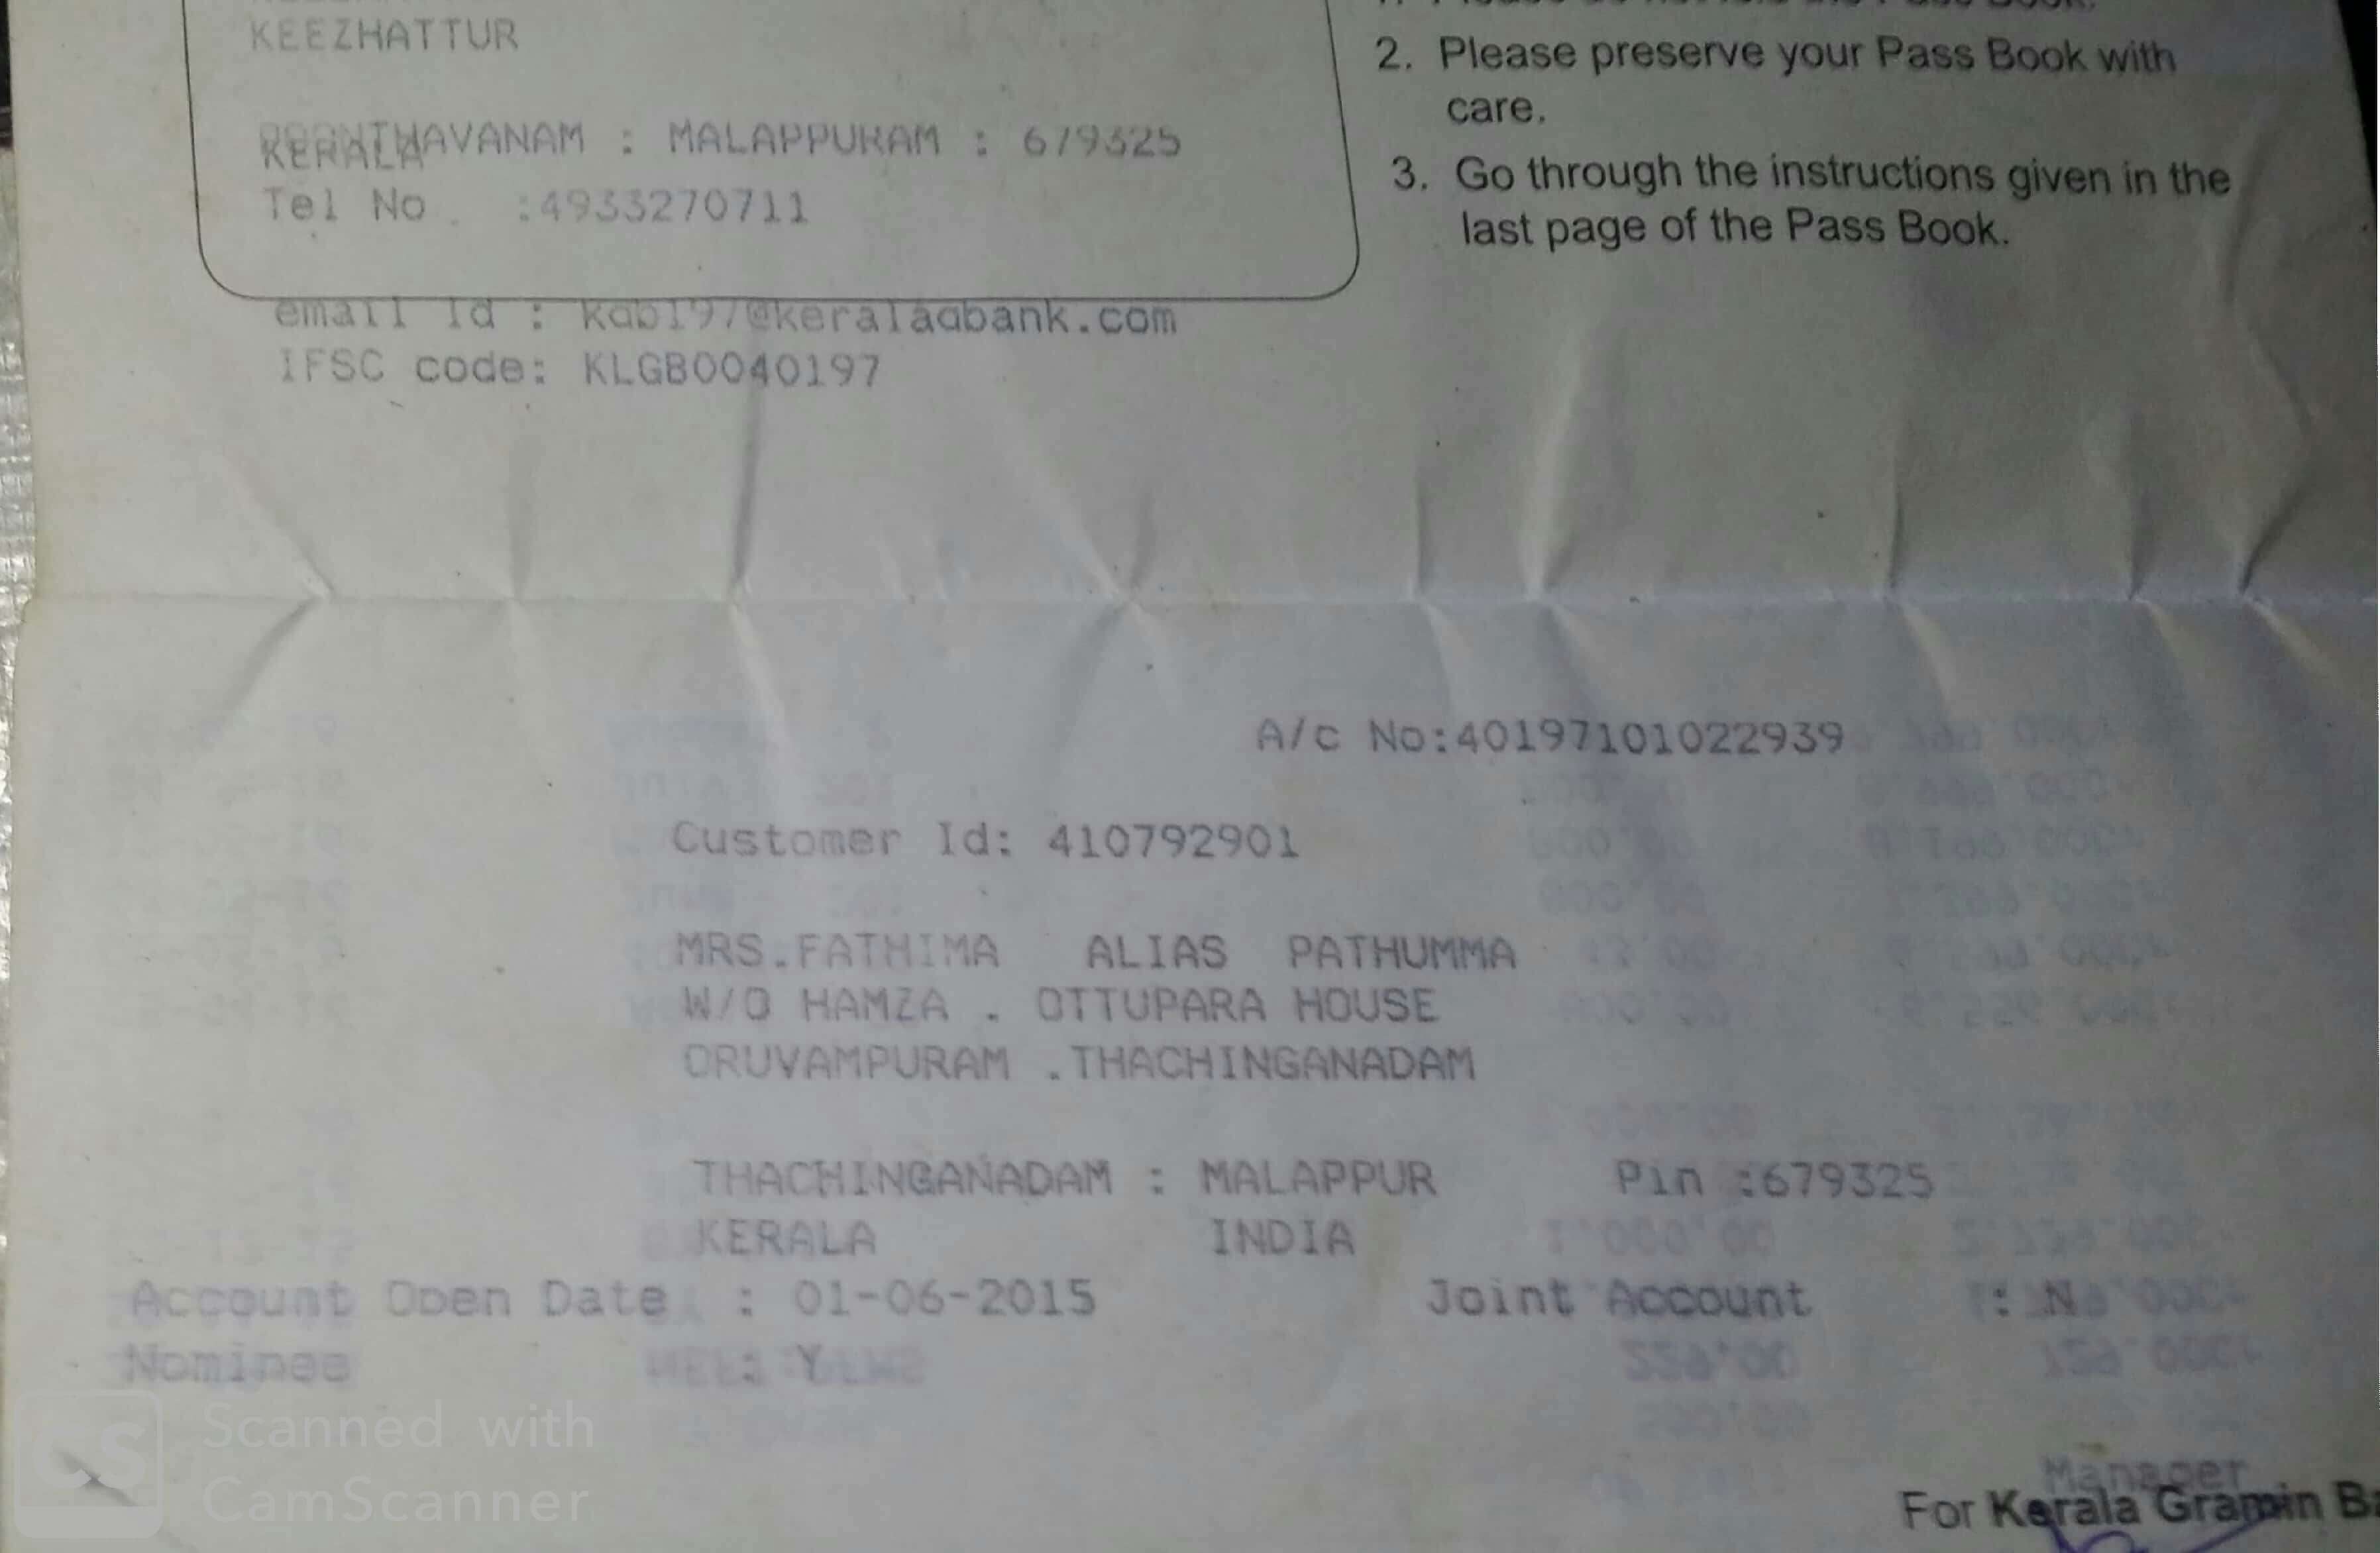 KEEZHATTUR
KERALA
MALAPPURAM : 679325
Tel No :4933270711
email Id : kgb197@keralagbank.com
IFSC code: KLGB0040197
2. Please preserve your Pass Book with
care.
3. Go through the instructions given in the
last page of the Pass Book.
A/c No:40197101022939
Customer Id: 410792901
MRS.FATHIMA ALIAS PATHUMMA
W/O HAMZA . OTTUPARA HOUSE
ORUVAMPURAM .THACHINGANADAM
THACHINGANADAM : MALAPPUR Pin :679325
KERALA INDIA
Account Open Date : 01-06-2015 Joint Account : N
Nominee : Y
Manager
For Kerala Gramin
Scanned with
CamScanner